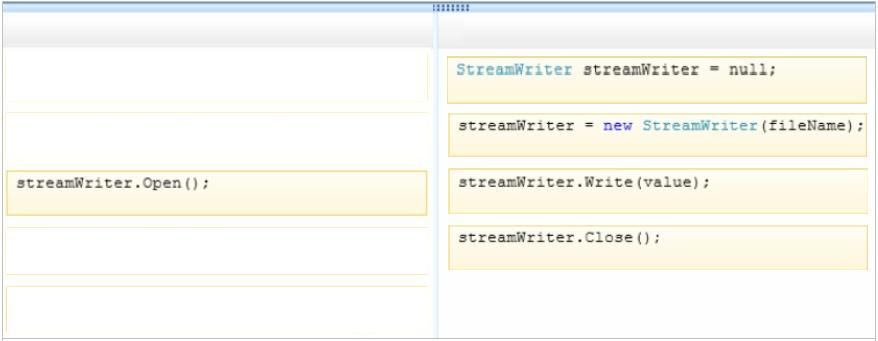 streamWriter.Open();
StreamWriter streamWriter = null;
streamWriter = new StreamWriter(fileName);
streamWriter.Write(value);
streamWriter.Close();